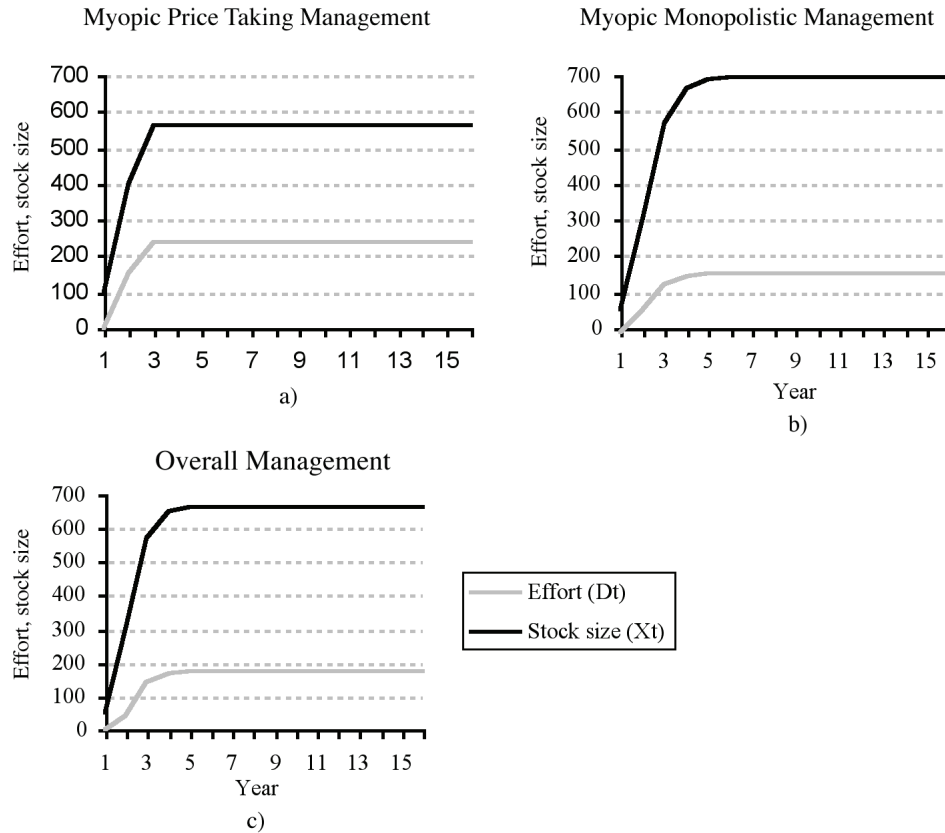 Myopic Price Taking Management
Effort, stock size
700
600
500
400
300
200
100
0
1 3 5 7 9 11 13 15
a)
Myopic Monopolistic Management
Effort, stock size
700
600
500
400
300
200
100
0
1 3 5 7 9 11 13 15
Year
b)
Overall Management
Effort, stock size
700
600
500
400
300
200
100
0
1 3 5 7 9 11 13 15
Year
c)
Effort (Dt)
Stock size (Xt)